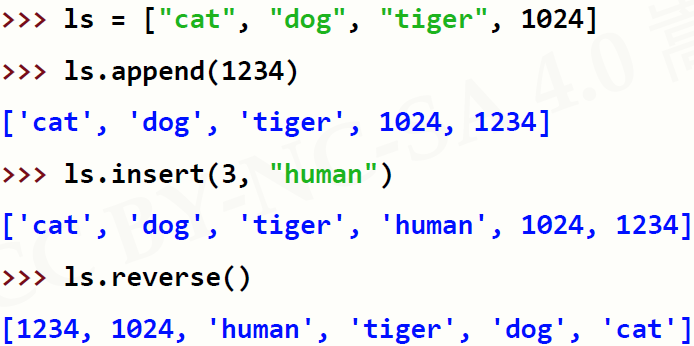 >>> ls = ["cat", "dog", "tiger", 1024]
>>> ls.append(1234)
['cat', 'dog', 'tiger', 1024, 1234]
>>> ls.insert(3, "human")
['cat', 'dog', 'tiger', 'human', 1024, 1234]
>>> ls.reverse()
[1234, 1024, 'human', 'tiger', 'dog', 'cat']
CC BY-NC-SA 4.0 嵩